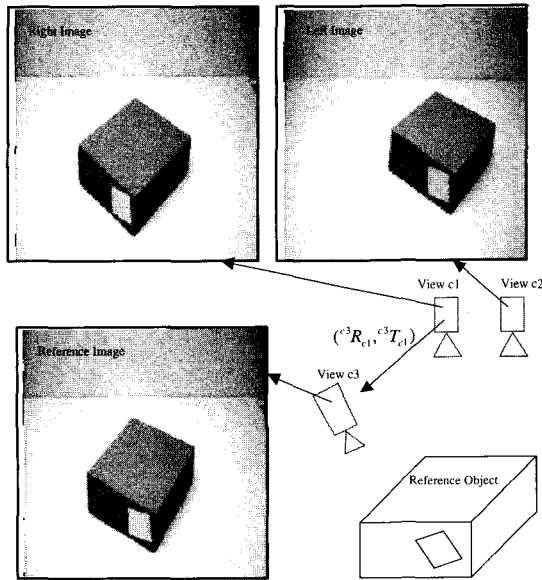 Right Image
Left Image
View c1
View c2
(c3Rc1, c3Tc1)
Reference Image
View c3
Reference Object